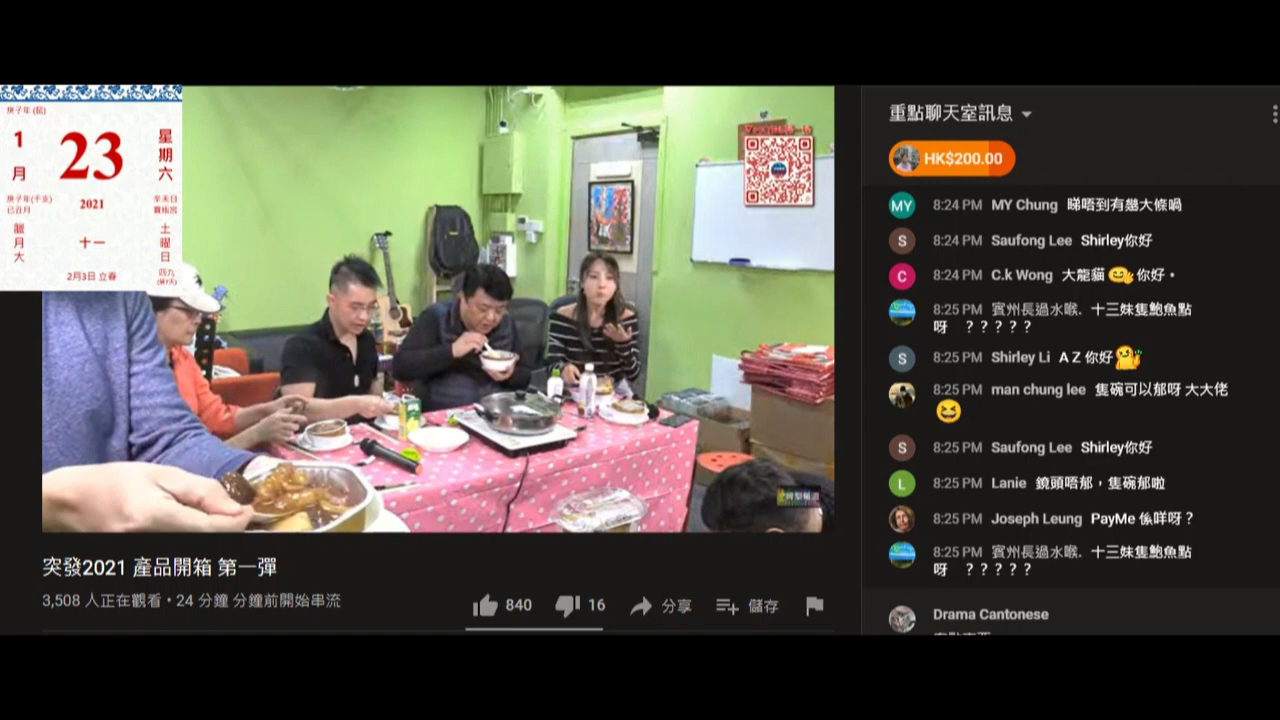 庚子年 (鼠)
1
月
23
星期六
庚子年(干支)
己丑月
2021
辛未日
臘月大
十一
土曜日
2月3日 立春
四九
突發2021 產品開箱 第一彈
3,508 人正在觀看 • 24 分鐘 分鐘前開始串流
840
16
分享
儲存
重點聊天室訊息
HK$200.00
MY
8:24 PM MY Chung 睇唔到有幾大條喎
S
8:24 PM Saufong Lee Shirley你好
C
8:24 PM C.k Wong 大龍貓 你好。
8:25 PM 賓州長過水喉. 十三妹隻鮑魚點
呀 ？？？？？
S
8:25 PM Shirley Li A Z 你好
8:25 PM man chung lee 隻碗可以郁呀 大大佬
S
8:25 PM Saufong Lee Shirley你好
L
8:25 PM Lanie 鏡頭唔郁，隻碗郁啦
8:25 PM Joseph Leung PayMe 係咩呀？
8:25 PM 賓州長過水喉. 十三妹隻鮑魚點
呀 ？？？？？
Drama Cantonese